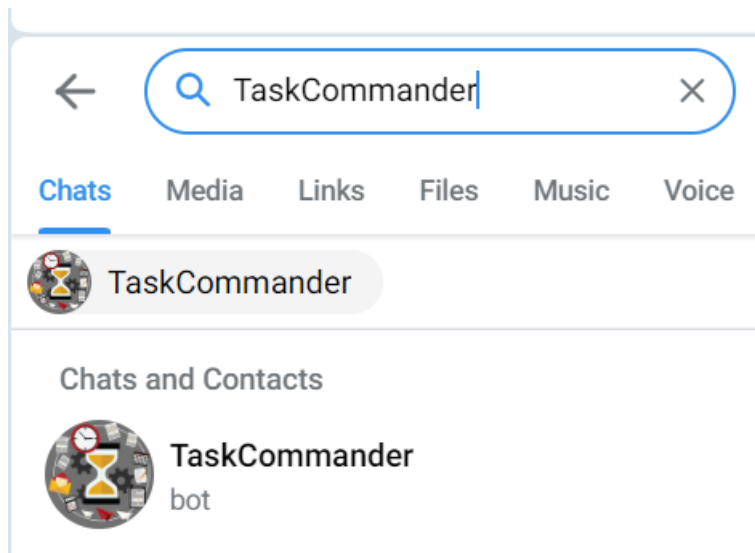 TaskCommander
Chats Media Links Files Music Voice
TaskCommander
Chats and Contacts
TaskCommander
bot